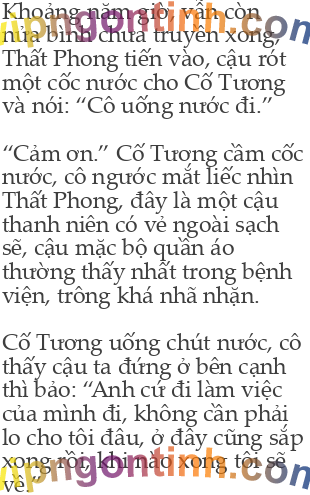 Khoảng năm giờ, vẫn còn
nửa bình chưa truyền xong,
Thất Phong tiến vào, cậu rót
một cốc nước cho Cố Tương
và nói: “Cô uống nước đi.”
“Cảm ơn.” Cố Tương cầm cốc
nước, cô ngước mắt liếc nhìn
Thất Phong, đây là một cậu
thanh niên có vẻ ngoài sạch
sẽ, cậu mặc bộ quần áo
thường thấy nhất trong bệnh
viện, trông khá nhã nhặn.
Cố Tương uống chút nước, cô
thấy cậu ta đứng ở bên cạnh
thì bảo: “Anh cứ đi làm việc
của mình đi, không cần phải
lo cho tôi đâu, ở đây cũng sắp
xong rồi, khi nào xong tôi sẽ
về.”